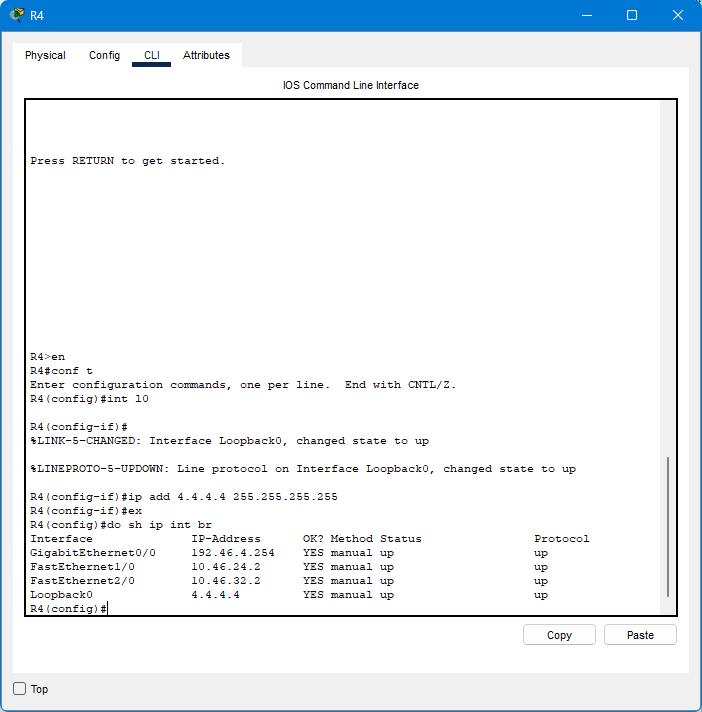 R4
Physical Config CLI Attributes
IOS Command Line Interface
Press RETURN to get started.
R4>en
R4#conf t
Enter configuration commands, one per line.  End with CNTL/Z.
R4(config)#int l0
R4(config-if)#
%LINK-5-CHANGED: Interface Loopback0, changed state to up
%LINEPROTO-5-UPDOWN: Line protocol on Interface Loopback0, changed state to up
R4(config-if)#ip add 4.4.4.4 255.255.255.255
R4(config-if)#ex
R4(config)#do sh ip int br
Interface              IP-Address      OK? Method Status                Protocol
GigabitEthernet0/0     192.46.4.254    YES manual up                    up
FastEthernet1/0        10.46.24.2      YES manual up                    up
FastEthernet2/0        10.46.32.2      YES manual up                    up
Loopback0              4.4.4.4         YES manual up                    up
R4(config)#
Copy Paste
Top